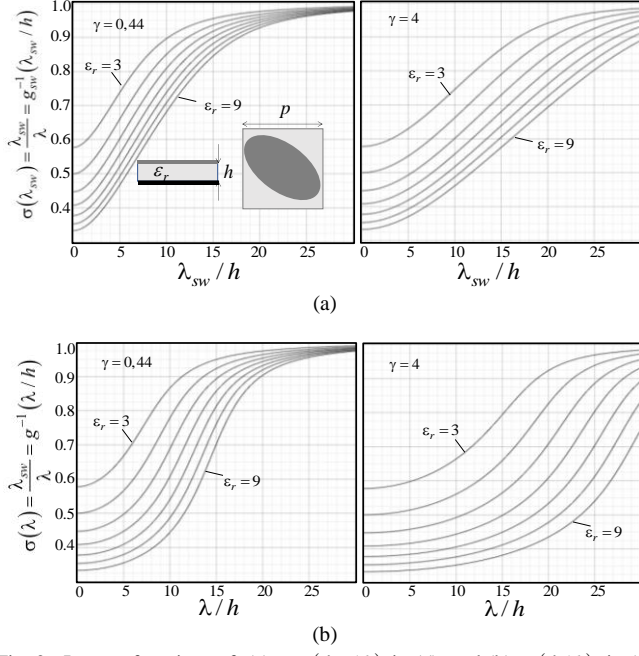 1.0
0.9
0.8
0.7
0.6
0.5
0.4
σ(λ_sw) = λ_sw/λ = g_sw^{-1}(λ_sw / h)
γ = 0,44
ε_r = 3
ε_r = 9
p
ε_r
h
0 5 10 15 20 25
λ_sw / h
γ = 4
ε_r = 3
ε_r = 9
0 5 10 15 20 25
λ_sw / h
(a)
1.0
0.9
0.8
0.7
0.6
0.5
0.4
σ(λ) = λ_sw/λ = g^{-1}(λ / h)
γ = 0,44
ε_r = 3
ε_r = 9
0 5 10 15 20 25
λ / h
γ = 4
ε_r = 3
ε_r = 9
0 5 10 15 20 25
λ / h
(b)